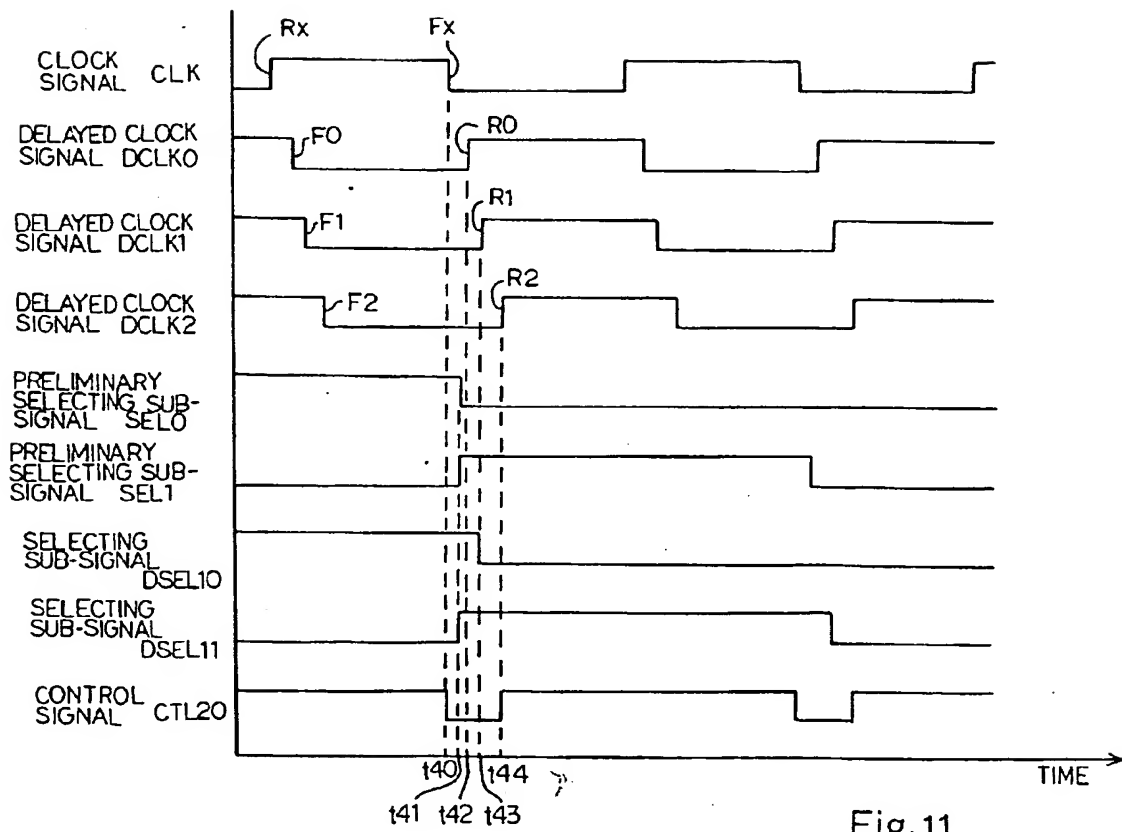 Rx
Fx
CLOCK
SIGNAL CLK
DELAYED CLOCK
SIGNAL DCLK0
F0
R0
DELAYED CLOCK
SIGNAL DCLK1
F1
R1
DELAYED CLOCK
SIGNAL DCLK2
F2
R2
PRELIMINARY
SELECTING SUB-
SIGNAL SEL0
PRELIMINARY
SELECTING SUB-
SIGNAL SEL1
SELECTING
SUB-SIGNAL
DSEL10
SELECTING
SUB-SIGNAL
DSEL11
CONTROL
SIGNAL CTL20
t40 t44
TIME
t41 t42 t43
Fig.11